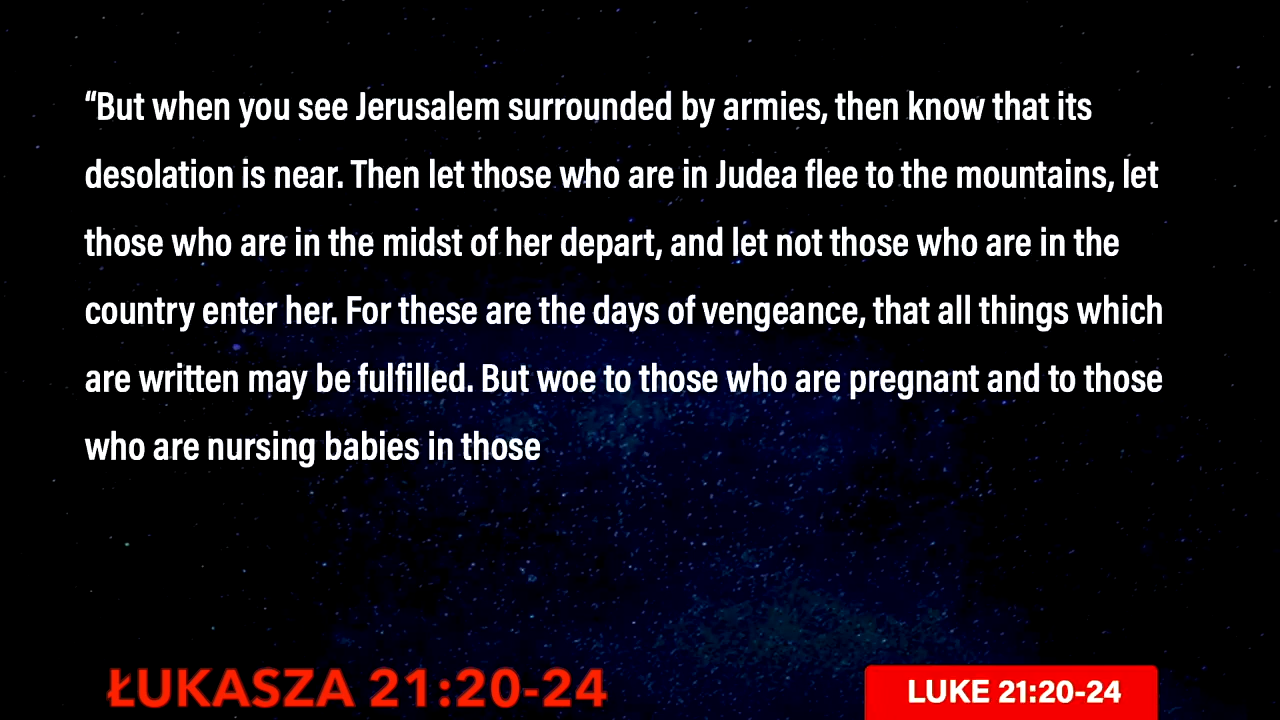 “But when you see Jerusalem surrounded by armies, then know that its
desolation is near. Then let those who are in Judea flee to the mountains, let
those who are in the midst of her depart, and let not those who are in the
country enter her. For these are the days of vengeance, that all things which
are written may be fulfilled. But woe to those who are pregnant and to those
who are nursing babies in those
ŁUKASZA 21:20-24
LUKE 21:20-24